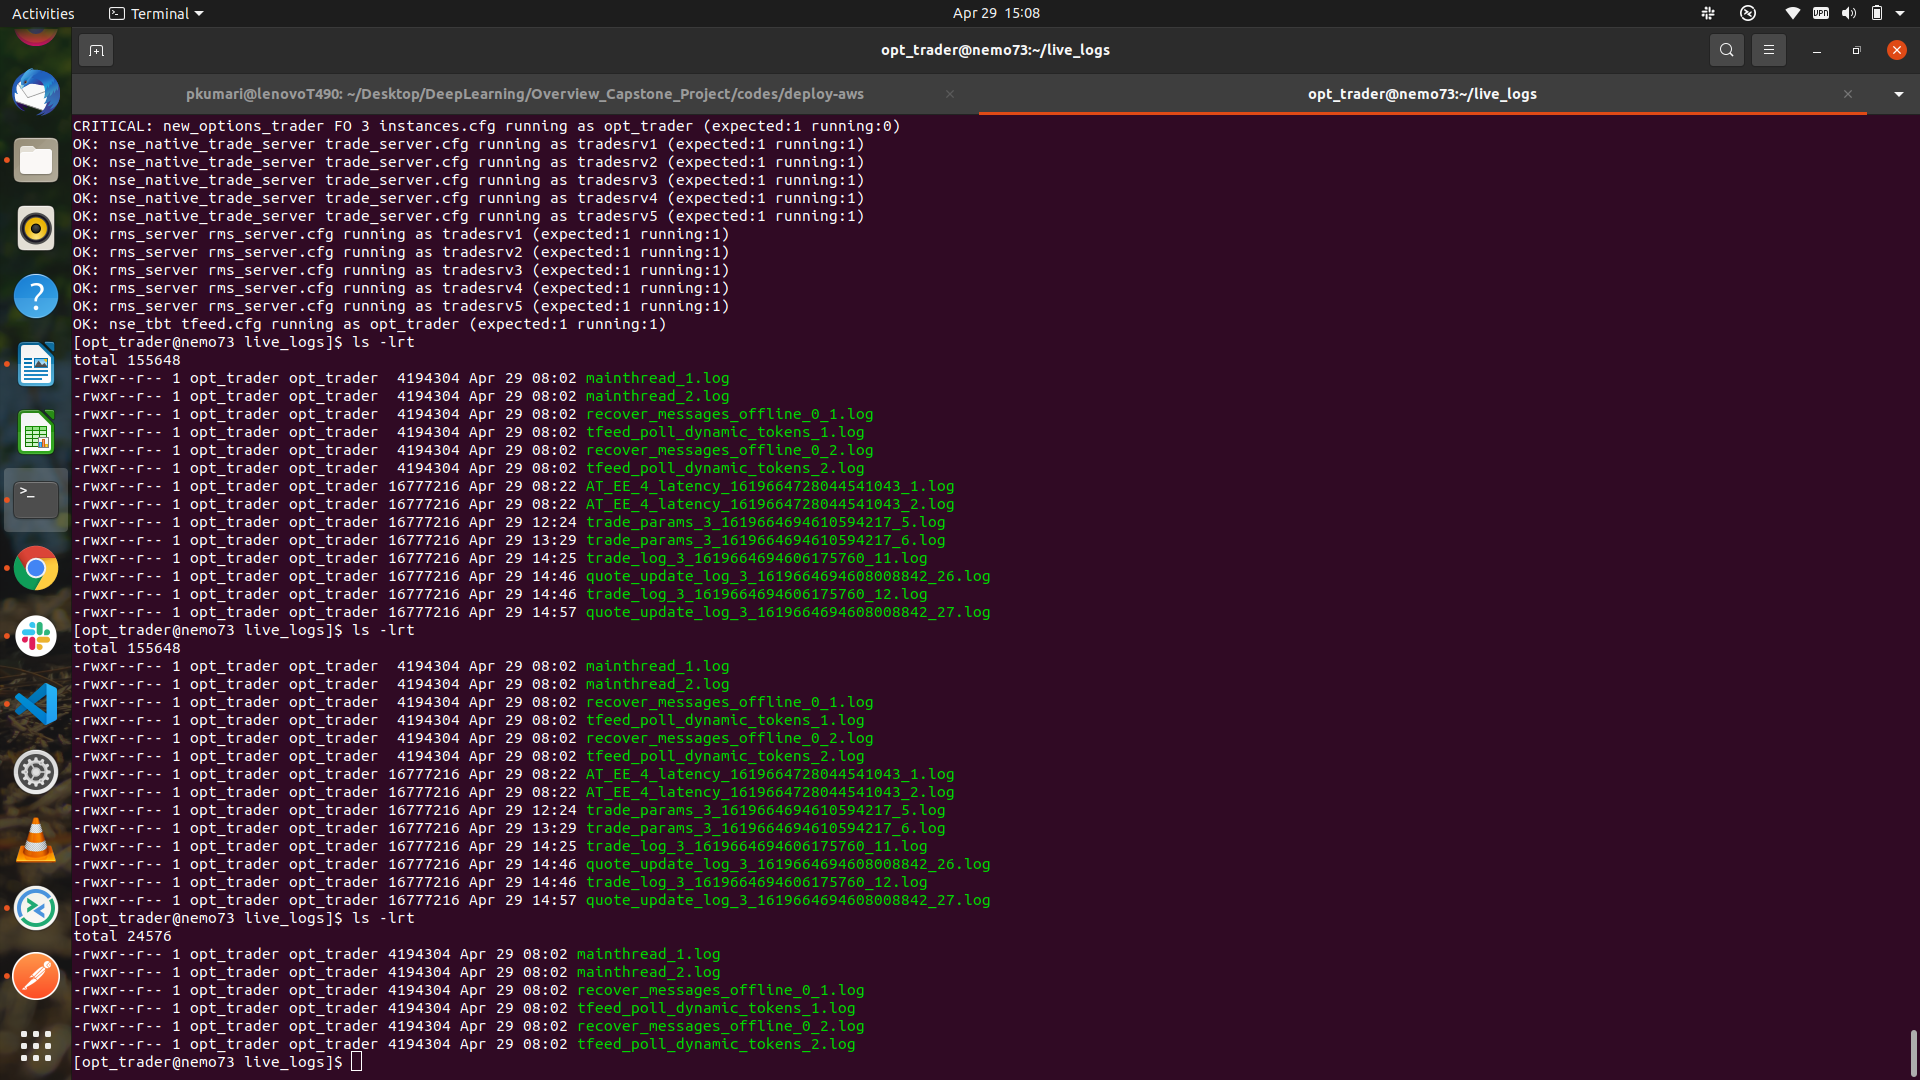 Activities
Terminal
Apr 29 15:08
VPN
opt_trader@nemo73:~/live_logs
pkumari@lenovoT490: ~/Desktop/DeepLearning/Overview_Capstone_Project/codes/deploy-aws
opt_trader@nemo73:~/live_logs
CRITICAL: new_options_trader FO 3 instances.cfg running as opt_trader (expected:1 running:0)
OK: nse_native_trade_server trade_server.cfg running as tradesrv1 (expected:1 running:1)
OK: nse_native_trade_server trade_server.cfg running as tradesrv2 (expected:1 running:1)
OK: nse_native_trade_server trade_server.cfg running as tradesrv3 (expected:1 running:1)
OK: nse_native_trade_server trade_server.cfg running as tradesrv4 (expected:1 running:1)
OK: nse_native_trade_server trade_server.cfg running as tradesrv5 (expected:1 running:1)
OK: rms_server rms_server.cfg running as tradesrv1 (expected:1 running:1)
OK: rms_server rms_server.cfg running as tradesrv2 (expected:1 running:1)
OK: rms_server rms_server.cfg running as tradesrv3 (expected:1 running:1)
OK: rms_server rms_server.cfg running as tradesrv4 (expected:1 running:1)
OK: rms_server rms_server.cfg running as tradesrv5 (expected:1 running:1)
OK: nse_tbt tfeed.cfg running as opt_trader (expected:1 running:1)
[opt_trader@nemo73 live_logs]$ ls -lrt
total 155648
-rwxr--r-- 1 opt_trader opt_trader  4194304 Apr 29 08:02 mainthread_1.log
-rwxr--r-- 1 opt_trader opt_trader  4194304 Apr 29 08:02 mainthread_2.log
-rwxr--r-- 1 opt_trader opt_trader  4194304 Apr 29 08:02 recover_messages_offline_0_1.log
-rwxr--r-- 1 opt_trader opt_trader  4194304 Apr 29 08:02 tfeed_poll_dynamic_tokens_1.log
-rwxr--r-- 1 opt_trader opt_trader  4194304 Apr 29 08:02 recover_messages_offline_0_2.log
-rwxr--r-- 1 opt_trader opt_trader  4194304 Apr 29 08:02 tfeed_poll_dynamic_tokens_2.log
-rwxr--r-- 1 opt_trader opt_trader 16777216 Apr 29 08:22 AT_EE_4_latency_1619664728044541043_1.log
-rwxr--r-- 1 opt_trader opt_trader 16777216 Apr 29 08:22 AT_EE_4_latency_1619664728044541043_2.log
-rwxr--r-- 1 opt_trader opt_trader 16777216 Apr 29 12:24 trade_params_3_1619664694610594217_5.log
-rwxr--r-- 1 opt_trader opt_trader 16777216 Apr 29 13:29 trade_params_3_1619664694610594217_6.log
-rwxr--r-- 1 opt_trader opt_trader 16777216 Apr 29 14:25 trade_log_3_1619664694606175760_11.log
-rwxr--r-- 1 opt_trader opt_trader 16777216 Apr 29 14:46 quote_update_log_3_1619664694608008842_26.log
-rwxr--r-- 1 opt_trader opt_trader 16777216 Apr 29 14:46 trade_log_3_1619664694606175760_12.log
-rwxr--r-- 1 opt_trader opt_trader 16777216 Apr 29 14:57 quote_update_log_3_1619664694608008842_27.log
[opt_trader@nemo73 live_logs]$ ls -lrt
total 155648
-rwxr--r-- 1 opt_trader opt_trader  4194304 Apr 29 08:02 mainthread_1.log
-rwxr--r-- 1 opt_trader opt_trader  4194304 Apr 29 08:02 mainthread_2.log
-rwxr--r-- 1 opt_trader opt_trader  4194304 Apr 29 08:02 recover_messages_offline_0_1.log
-rwxr--r-- 1 opt_trader opt_trader  4194304 Apr 29 08:02 tfeed_poll_dynamic_tokens_1.log
-rwxr--r-- 1 opt_trader opt_trader  4194304 Apr 29 08:02 recover_messages_offline_0_2.log
-rwxr--r-- 1 opt_trader opt_trader  4194304 Apr 29 08:02 tfeed_poll_dynamic_tokens_2.log
-rwxr--r-- 1 opt_trader opt_trader 16777216 Apr 29 08:22 AT_EE_4_latency_1619664728044541043_1.log
-rwxr--r-- 1 opt_trader opt_trader 16777216 Apr 29 08:22 AT_EE_4_latency_1619664728044541043_2.log
-rwxr--r-- 1 opt_trader opt_trader 16777216 Apr 29 12:24 trade_params_3_1619664694610594217_5.log
-rwxr--r-- 1 opt_trader opt_trader 16777216 Apr 29 13:29 trade_params_3_1619664694610594217_6.log
-rwxr--r-- 1 opt_trader opt_trader 16777216 Apr 29 14:25 trade_log_3_1619664694606175760_11.log
-rwxr--r-- 1 opt_trader opt_trader 16777216 Apr 29 14:46 quote_update_log_3_1619664694608008842_26.log
-rwxr--r-- 1 opt_trader opt_trader 16777216 Apr 29 14:46 trade_log_3_1619664694606175760_12.log
-rwxr--r-- 1 opt_trader opt_trader 16777216 Apr 29 14:57 quote_update_log_3_1619664694608008842_27.log
[opt_trader@nemo73 live_logs]$ ls -lrt
total 24576
-rwxr--r-- 1 opt_trader opt_trader 4194304 Apr 29 08:02 mainthread_1.log
-rwxr--r-- 1 opt_trader opt_trader 4194304 Apr 29 08:02 mainthread_2.log
-rwxr--r-- 1 opt_trader opt_trader 4194304 Apr 29 08:02 recover_messages_offline_0_1.log
-rwxr--r-- 1 opt_trader opt_trader 4194304 Apr 29 08:02 tfeed_poll_dynamic_tokens_1.log
-rwxr--r-- 1 opt_trader opt_trader 4194304 Apr 29 08:02 recover_messages_offline_0_2.log
-rwxr--r-- 1 opt_trader opt_trader 4194304 Apr 29 08:02 tfeed_poll_dynamic_tokens_2.log
[opt_trader@nemo73 live_logs]$